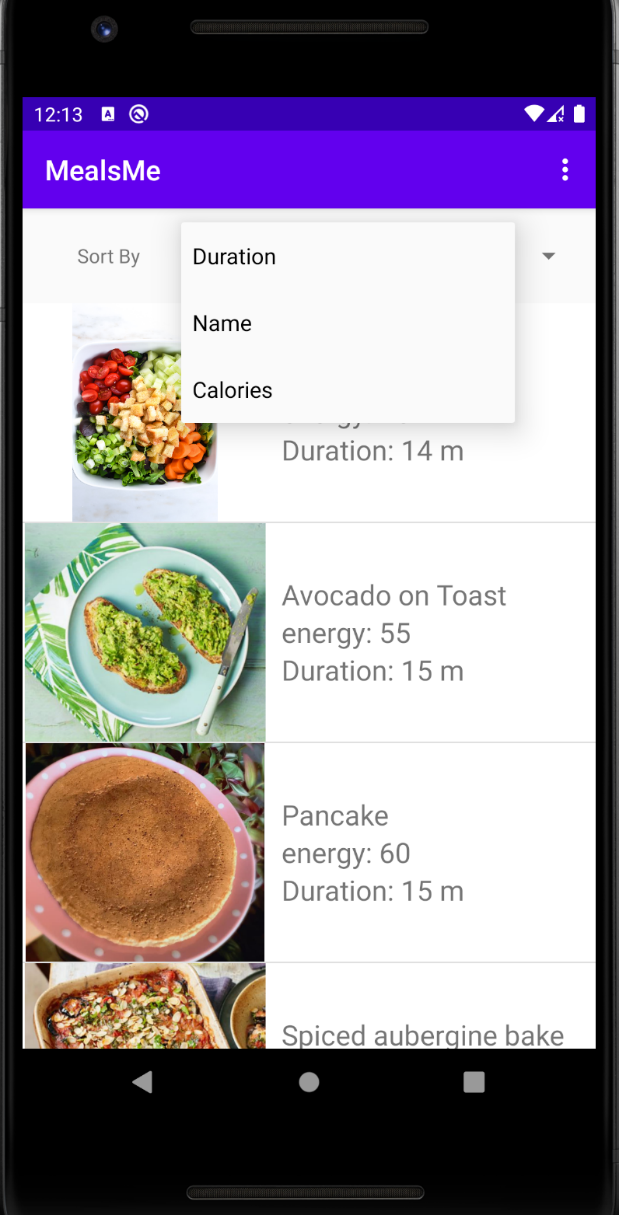 12:13
MealsMe
Sort By
Duration
Name
Calories
Duration: 14 m
Avocado on Toast
energy: 55
Duration: 15 m
Pancake
energy: 60
Duration: 15 m
Spiced aubergine bake